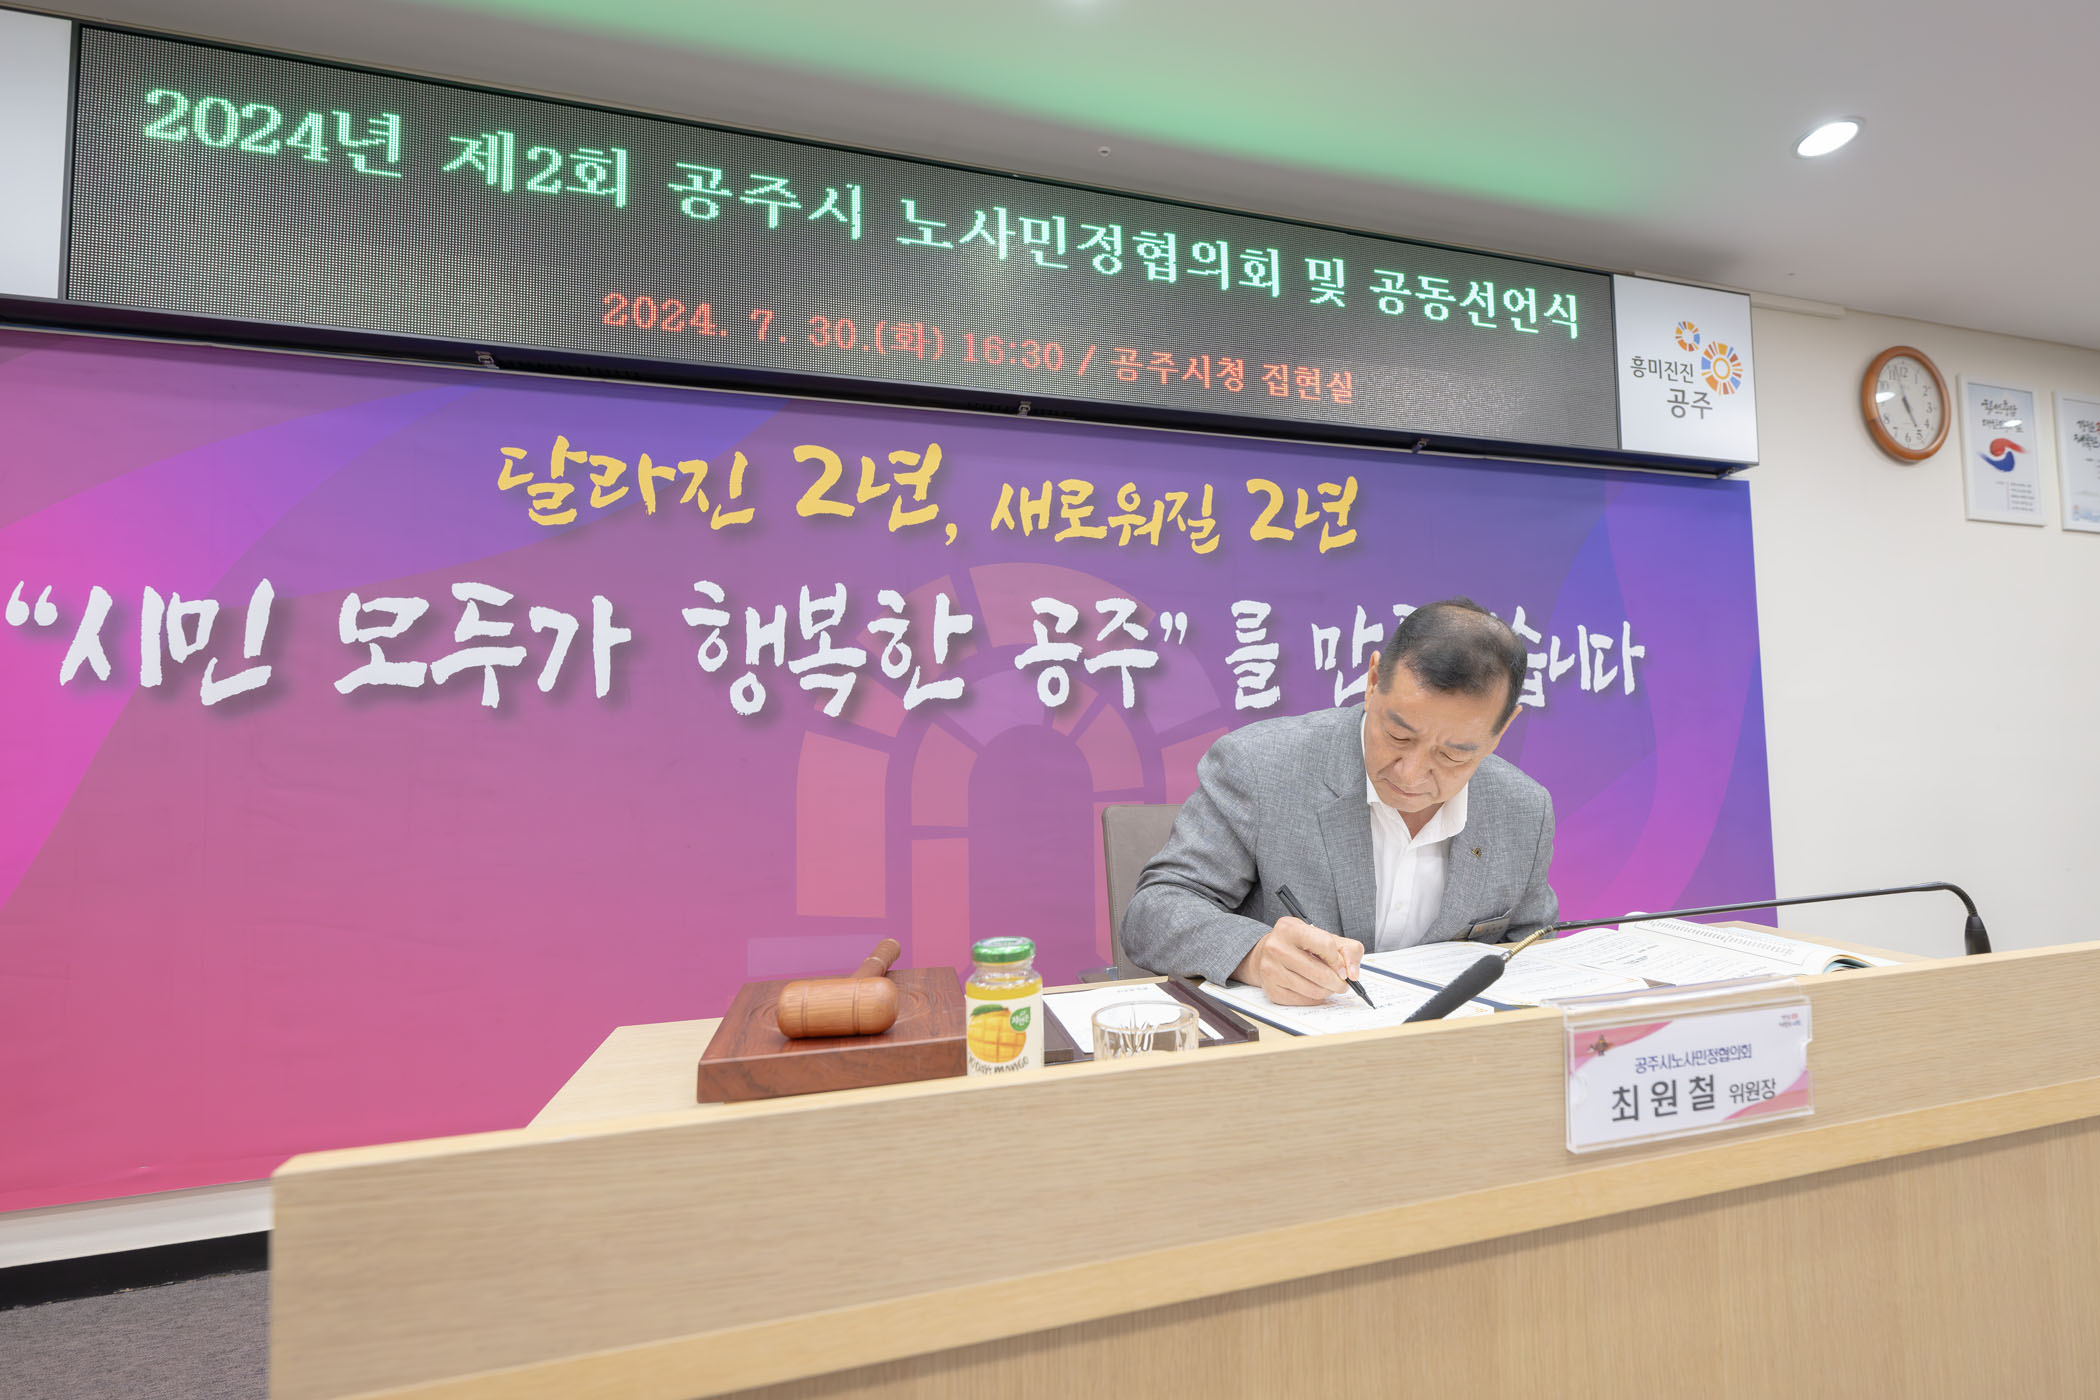 2024년 제2회 공주시 노사민정협의회 및 공동선언식
2024. 7. 30.(화) 16:30 / 공주시청 집현실
흥미진진
공주
달라진 2년, 새로워질 2년
“시민 모두가 행복한 공주”를
습니다
공주시노사민정협의회
최원철 위원장
mango